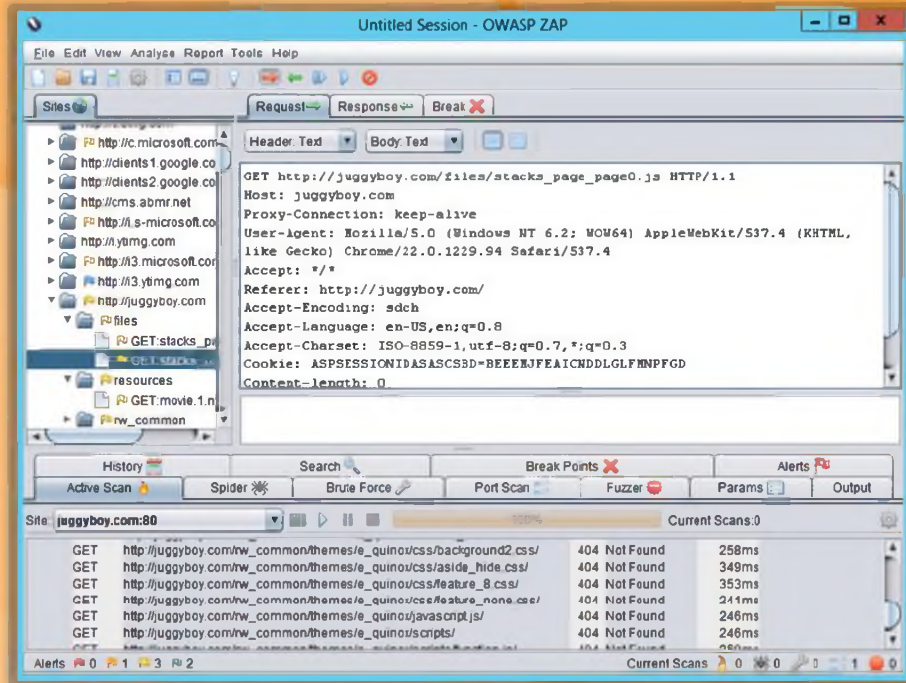 Untitled Session - OWASP ZAP
File Edit View Analyse Report Tools Help
Sites
Request
Response
Break
http://c.microsoft.com
http://clients1.google.co
http://clients2.google.co
http://cms.abmr.net
http://i.s-microsoft.co
http://i.ytimg.com
http://i3.microsoft.com
http://i3.ytimg.com
http://juggyboy.com
files
GET:stacks_pa
GET:stacks
resources
GET:movie.1.n
rw_common
Header: Text
Body: Text
GET http://juggyboy.com/files/stacks_page_page0.js HTTP/1.1
Host: juggyboy.com
Proxy-Connection: keep-alive
User-Agent: Mozilla/5.0 (Windows NT 6.2; WOW64) AppleWebKit/537.4 (KHTML,
like Gecko) Chrome/22.0.1229.94 Safari/537.4
Accept: */*
Referer: http://juggyboy.com/
Accept-Encoding: sdch
Accept-Language: en-US,en;q=0.8
Accept-Charset: ISO-8859-1,utf-8;q=0.7,*;q=0.3
Cookie:
Content-length: 0
History
Search
Break Points
Alerts
Active Scan
Spider
Brute Force
Port Scan
Fuzzer
Params
Output
Site: juggyboy.com:80
100%
Current Scans:0
GET http://juggyboy.com/rw_common/themes/e_quinox/css/background2.css/ 404 Not Found 258ms
GET http://juggyboy.com/rw_common/themes/e_quinox/css/aside_hide.css/ 404 Not Found 349ms
GET http://juggyboy.com/rw_common/themes/e_quinox/css/feature_8.css/ 404 Not Found 353ms
GET http://juggyboy.com/rw_common/themes/e_quinox/css/feature_none.css/ 404 Not Found 241ms
GET http://juggyboy.com/rw_common/themes/e_quinox/javascript.js/ 404 Not Found 246ms
GET http://juggyboy.com/rw_common/themes/e_quinox/scripts/ 404 Not Found 246ms
Alerts 0 1 3 2
Current Scans 0 0 0 1 0